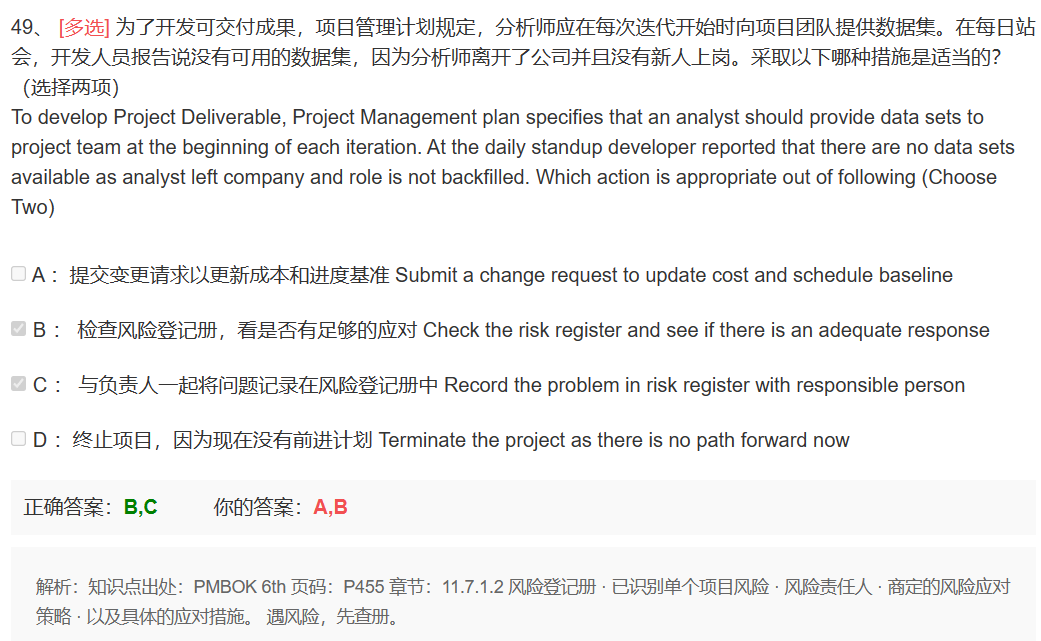 49、 [多选] 为了开发可交付成果，项目管理计划规定，分析师应在每次迭代开始时向项目团队提供数据集。在每日站
会，开发人员报告说没有可用的数据集，因为分析师离开了公司并且没有新人上岗。采取以下哪种措施是适当的?
（选择两项）
To develop Project Deliverable, Project Management plan specifies that an analyst should provide data sets to
project team at the beginning of each iteration. At the daily standup developer reported that there are no data sets
available as analyst left company and role is not backfilled. Which action is appropriate out of following (Choose
Two)
A： 提交变更请求以更新成本和进度基准 Submit a change request to update cost and schedule baseline
B： 检查风险登记册，看是否有足够的应对 Check the risk register and see if there is an adequate response
C： 与负责人一起将问题记录在风险登记册中 Record the problem in risk register with responsible person
D： 终止项目，因为现在没有前进计划 Terminate the project as there is no path forward now
正确答案：B,C 你的答案：A,B
解析：知识点出处：PMBOK 6th 页码：P455 章节：11.7.1.2 风险登记册 · 已识别单个项目风险 · 风险责任人 · 商定的风险应对
策略 · 以及具体的应对措施。 遇风险，先查册。